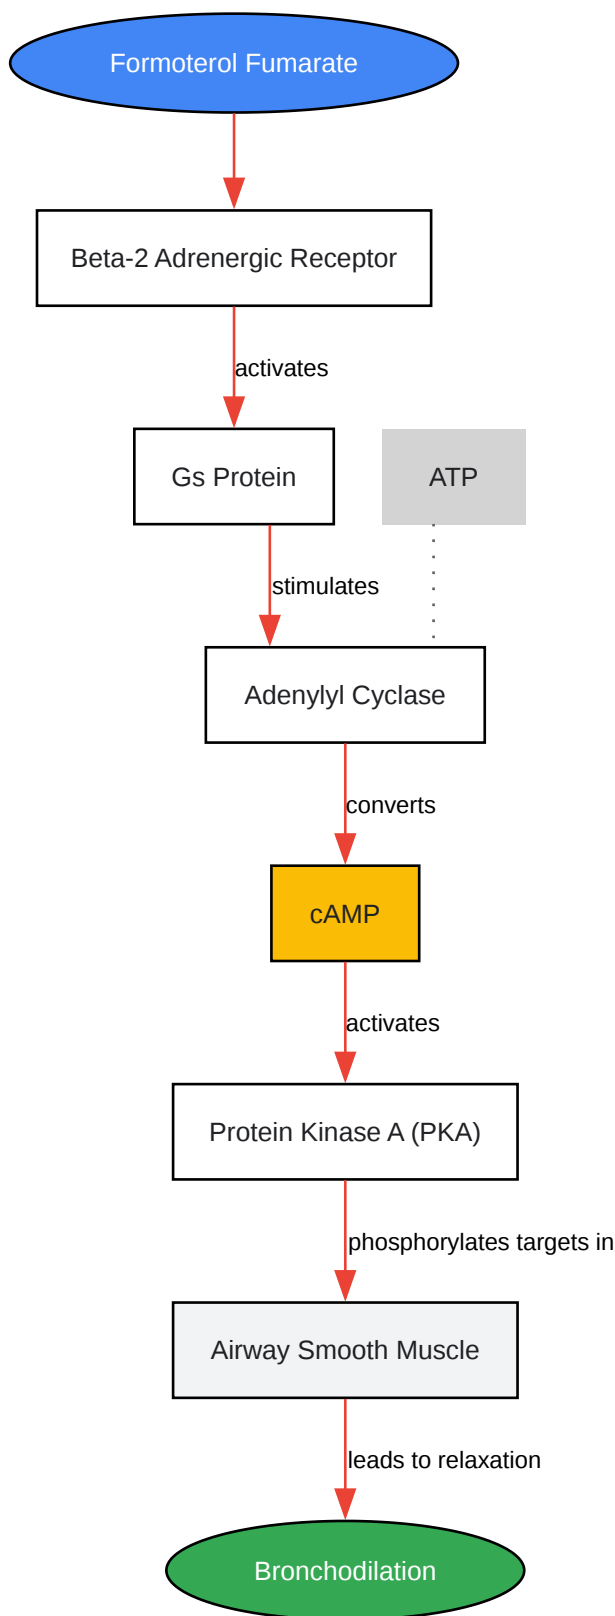 Formoterol Fumarate
Beta-2 Adrenergic Receptor
activates
Gs Protein
ATP
stimulates
Adenylyl Cyclase
converts
cAMP
activates
Protein Kinase A (PKA)
phosphorylates targets in
Airway Smooth Muscle
leads to relaxation
Bronchodilation